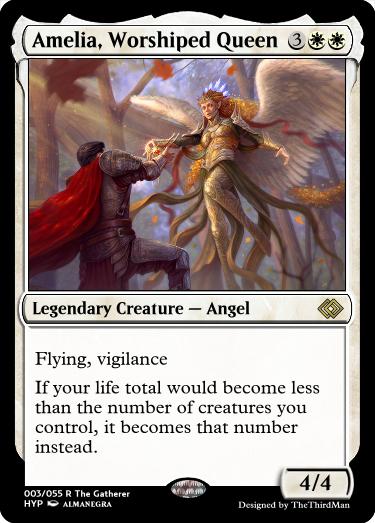 Amelia, Worshiped Queen 3
Legendary Creature — Angel
Flying, vigilance
If your life total would become less
than the number of creatures you
control, it becomes that number
instead.
4/4
003/055 R The Gatherer
HYP ALMANEGRA
Designed by TheThirdMan